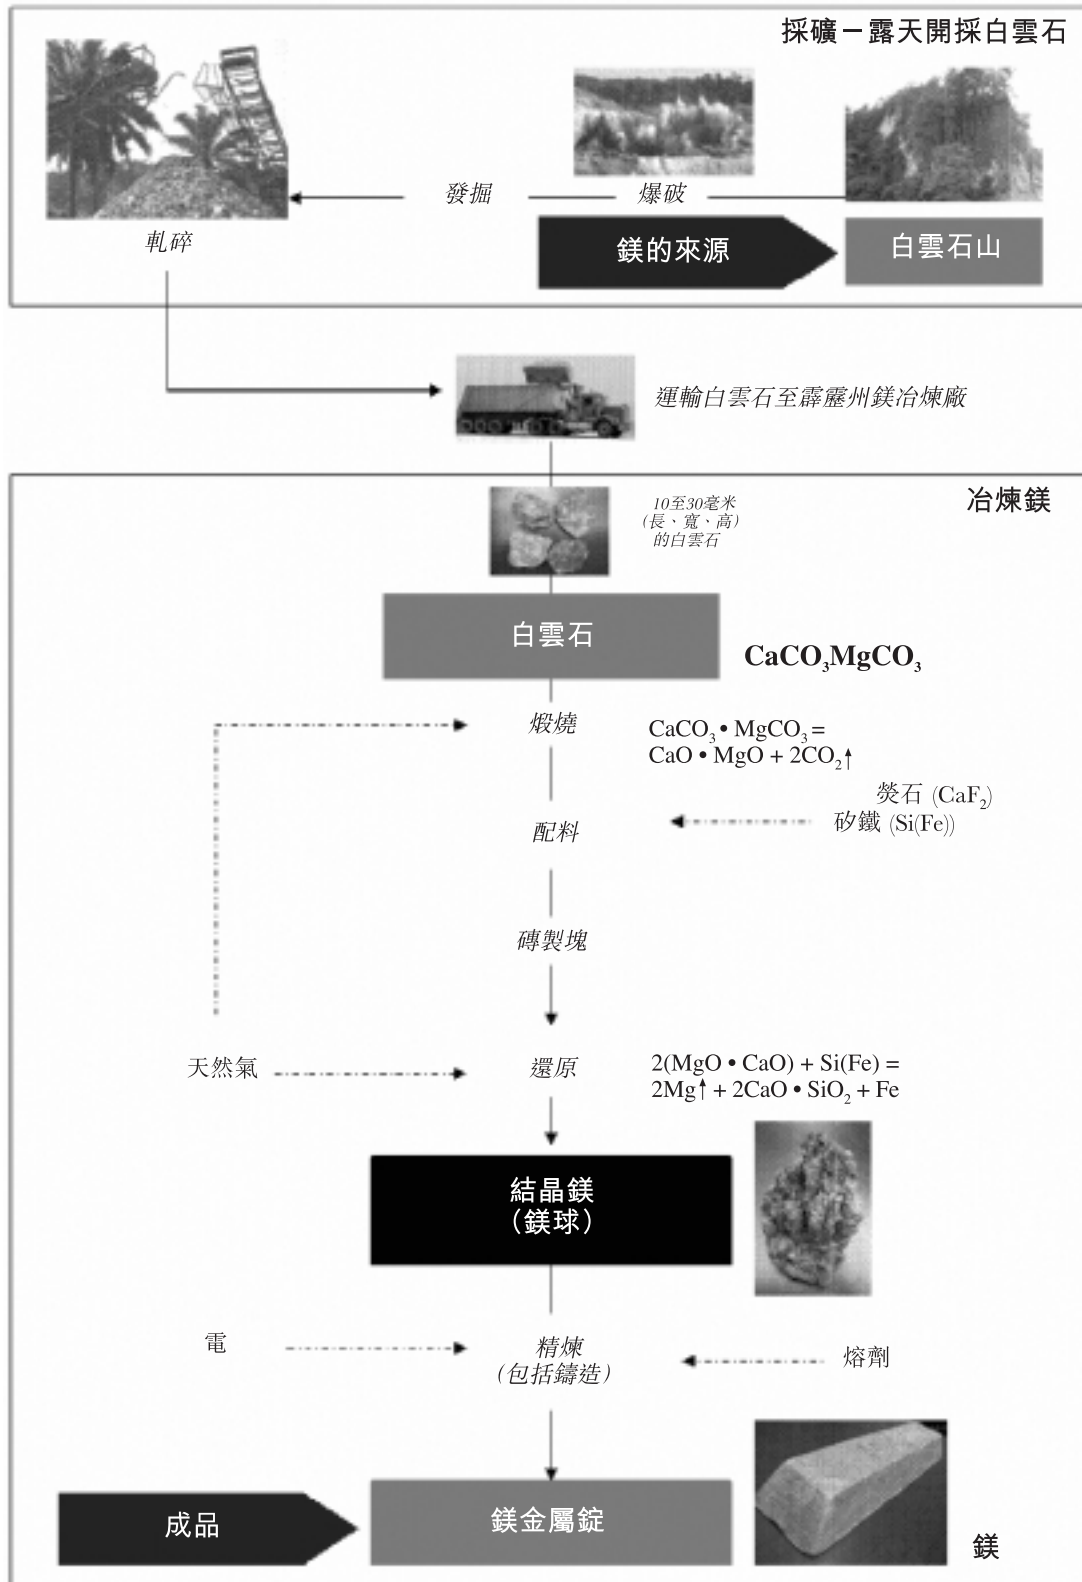 採礦－露天開採白雲石
發掘
爆破
軋碎
鎂的來源
白雲石山
運輸白雲石至霹靂州鎂冶煉廠
冶煉鎂
10至30毫米
(長、寬、高)
的白雲石
白雲石
CaCO₃MgCO₃
煅燒
CaCO₃ • MgCO₃ =
CaO • MgO + 2CO₂↑
熒石 (CaF₂)
配料
矽鐵 (Si(Fe))
磚製塊
天然氣
還原
2(MgO • CaO) + Si(Fe) =
2Mg↑ + 2CaO • SiO₂ + Fe
結晶鎂
(鎂球)
電
精煉
(包括鑄造)
熔劑
成品
鎂金屬錠
鎂